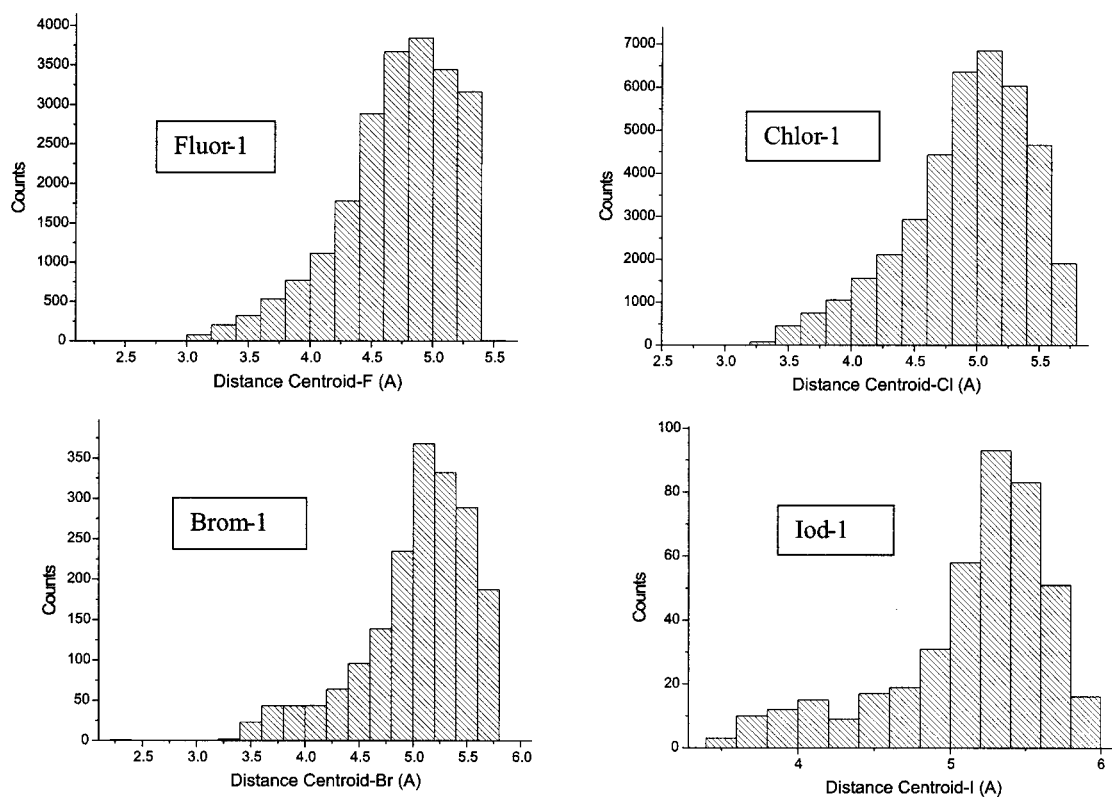 4000
3500
3000
2500
2000
1500
1000
500
0
Counts
Fluor-1
2.5 3.0 3.5 4.0 4.5 5.0 5.5
Distance Centroid-F (A)
7000
6000
5000
4000
3000
2000
1000
0
Counts
Chlor-1
2.5 3.0 3.5 4.0 4.5 5.0 5.5
Distance Centroid-Cl (A)
350
300
250
200
150
100
50
0
Counts
Brom-1
2.5 3.0 3.5 4.0 4.5 5.0 5.5 6.0
Distance Centroid-Br (A)
100
80
60
40
20
0
Counts
Iod-1
4 5 6
Distance Centroid-I (A)